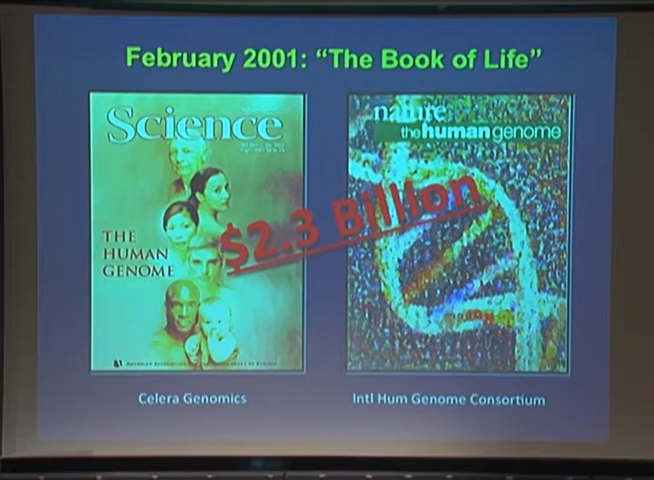 February 2001: “The Book of Life”
Science
THE
HUMAN
GENOME
nature
the human genome
$2.3 Billion
Celera Genomics
Intl Hum Genome Consortium